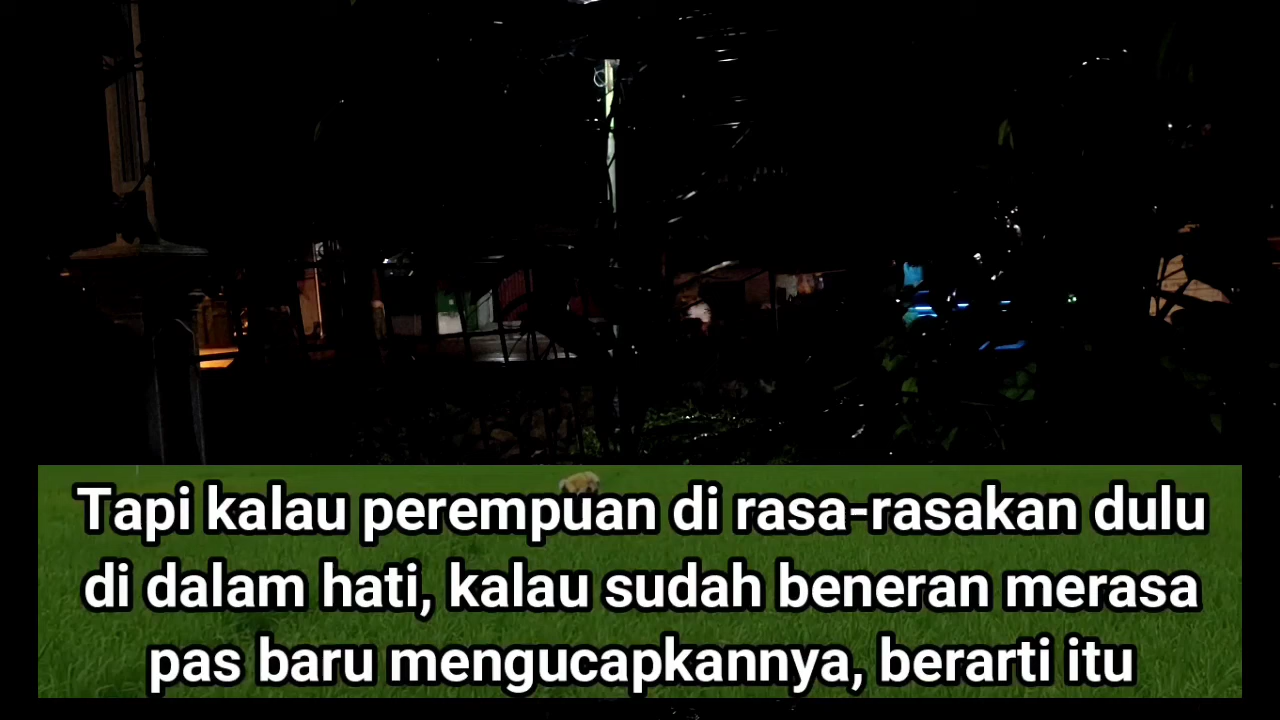 Tapi kalau perempuan di rasa-rasakan dulu
di dalam hati, kalau sudah beneran merasa
pas baru mengucapkannya, berarti itu